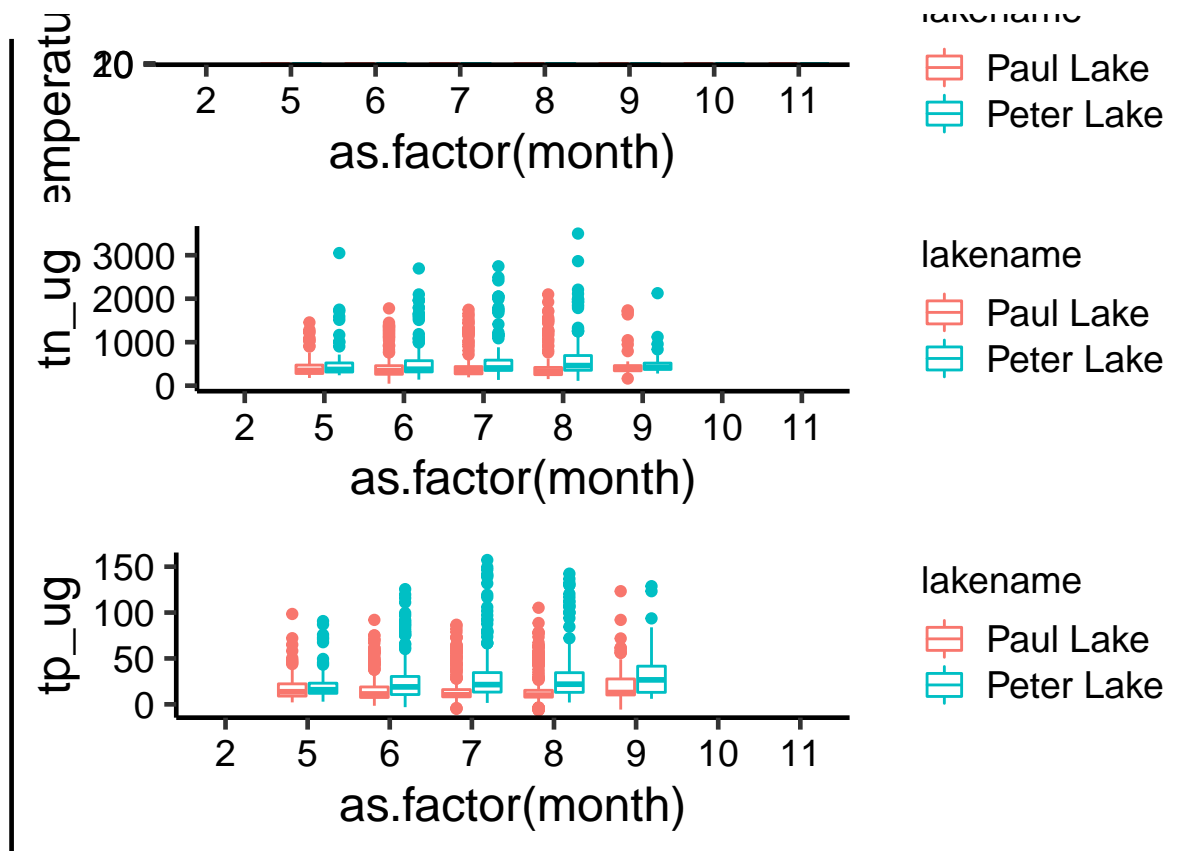 lakename
Paul Lake
Peter Lake
2 5 6 7 8 9 10 11
as.factor(month)
tn_ug
3000
2000
1000
0
2 5 6 7 8 9 10 11
as.factor(month)
lakename
Paul Lake
Peter Lake
tp_ug
150
100
50
0
2 5 6 7 8 9 10 11
as.factor(month)
lakename
Paul Lake
Peter Lake